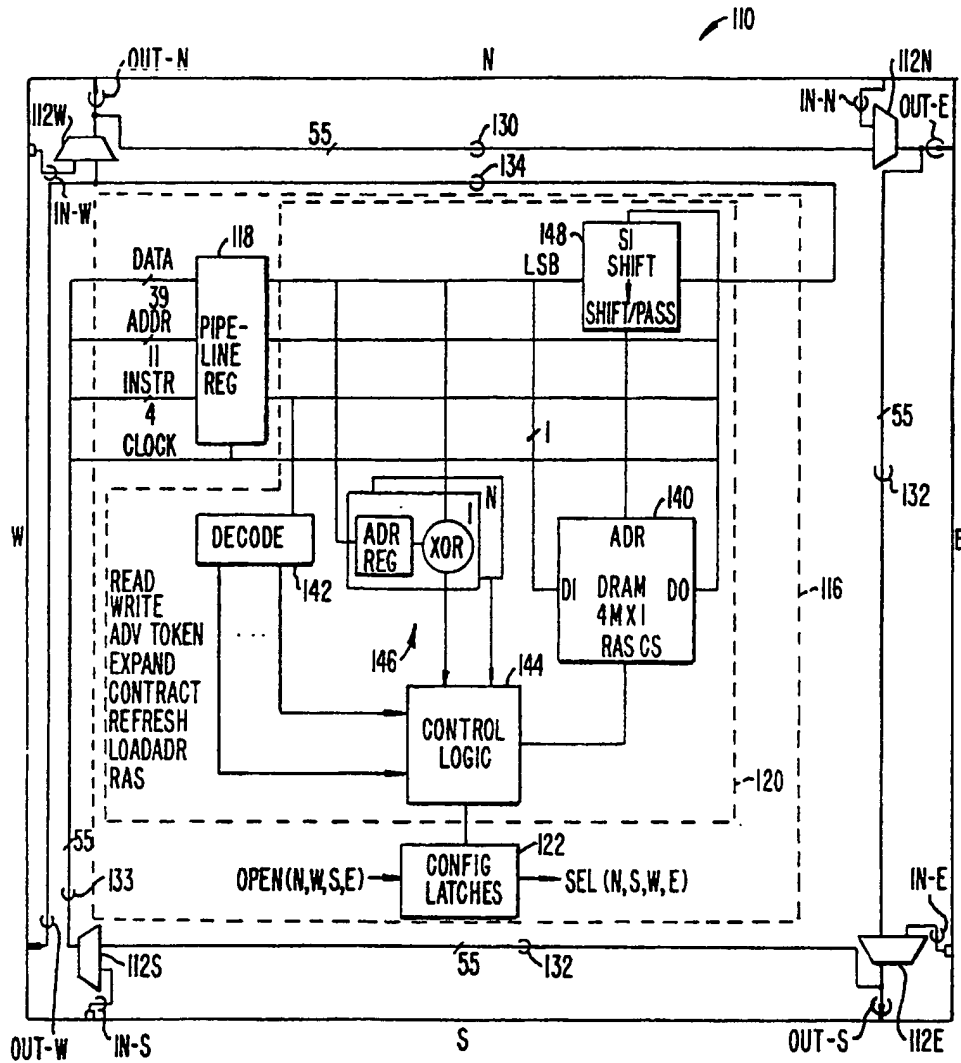 110
OUT-N
N
112N
112W
IN-N
OUT-E
55
130
134
IN-W
118
148
SI
SHIFT
SHIFT/PASS
DATA
39
LSB
ADDR
11
PIPE-
LINE
REG
INSTR
4
CLOCK
1
55
132
W
E
N
1
140
DECODE
142
ADR
REG
XOR
ADR
DI
DRAM
4MX1
DO
RAS CS
116
READ
WRITE
ADV TOKEN
EXPAND
CONTRACT
REFRESH
LOADADR
RAS
...
146
144
CONTROL
LOGIC
120
55
133
122
OPEN(N,W,S,E)
CONFIG
LATCHES
SEL (N,S,W,E)
IN-E
112S
55
132
OUT-W
IN-S
S
OUT-S
112E